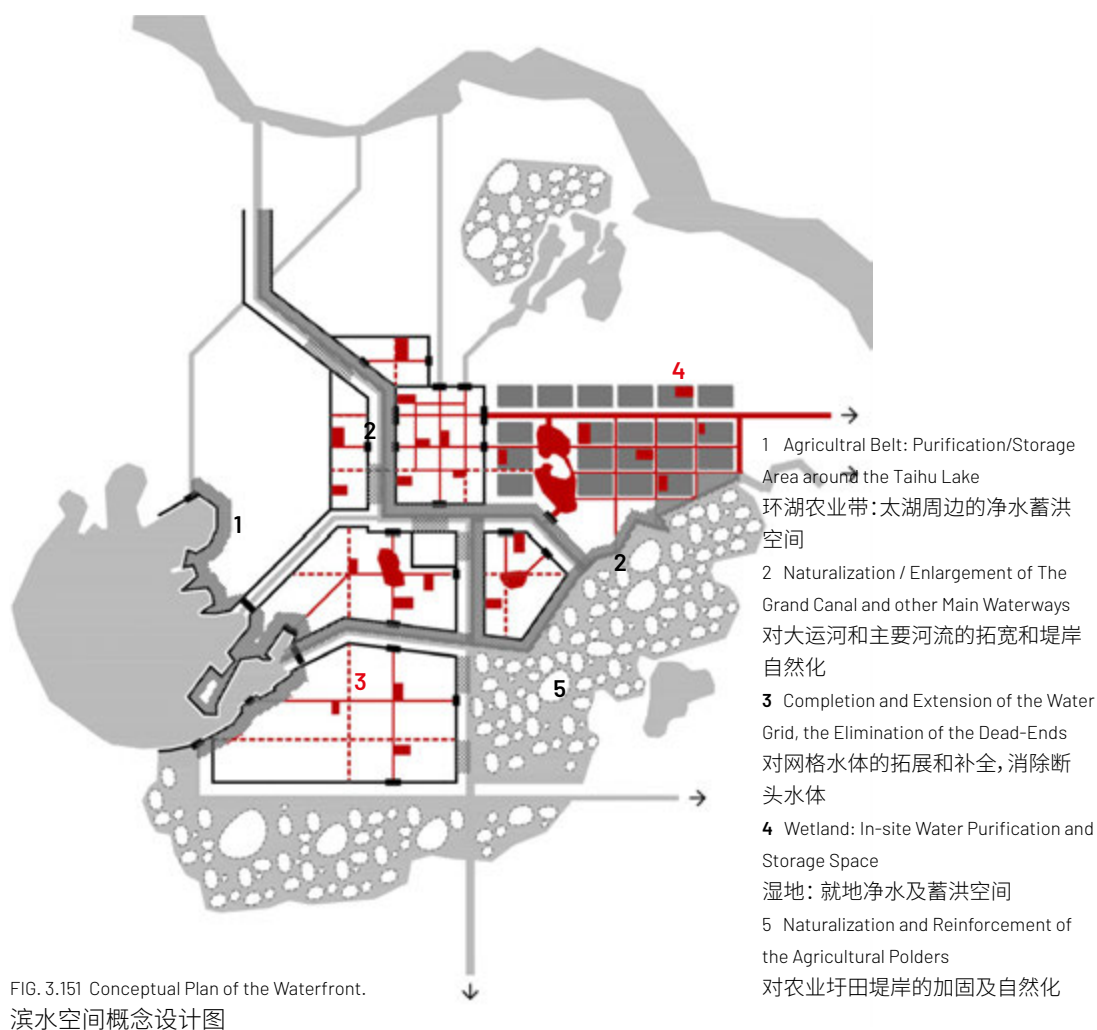 4
2
1
2
5
3
1 Agricultral Belt: Purification/Storage
Area around the Taihu Lake
环湖农业带:太湖周边的净水蓄洪
空间
2 Naturalization / Enlargement of The
Grand Canal and other Main Waterways
对大运河和主要河流的拓宽和堤岸
自然化
3 Completion and Extension of the Water
Grid, the Elimination of the Dead-Ends
对网格水体的拓展和补全,消除断
头水体
4 Wetland: In-site Water Purification and
Storage Space
湿地: 就地净水及蓄洪空间
5 Naturalization and Reinforcement of
the Agricultural Polders
对农业圩田堤岸的加固及自然化
FIG. 3.151 Conceptual Plan of the Waterfront.
滨水空间概念设计图